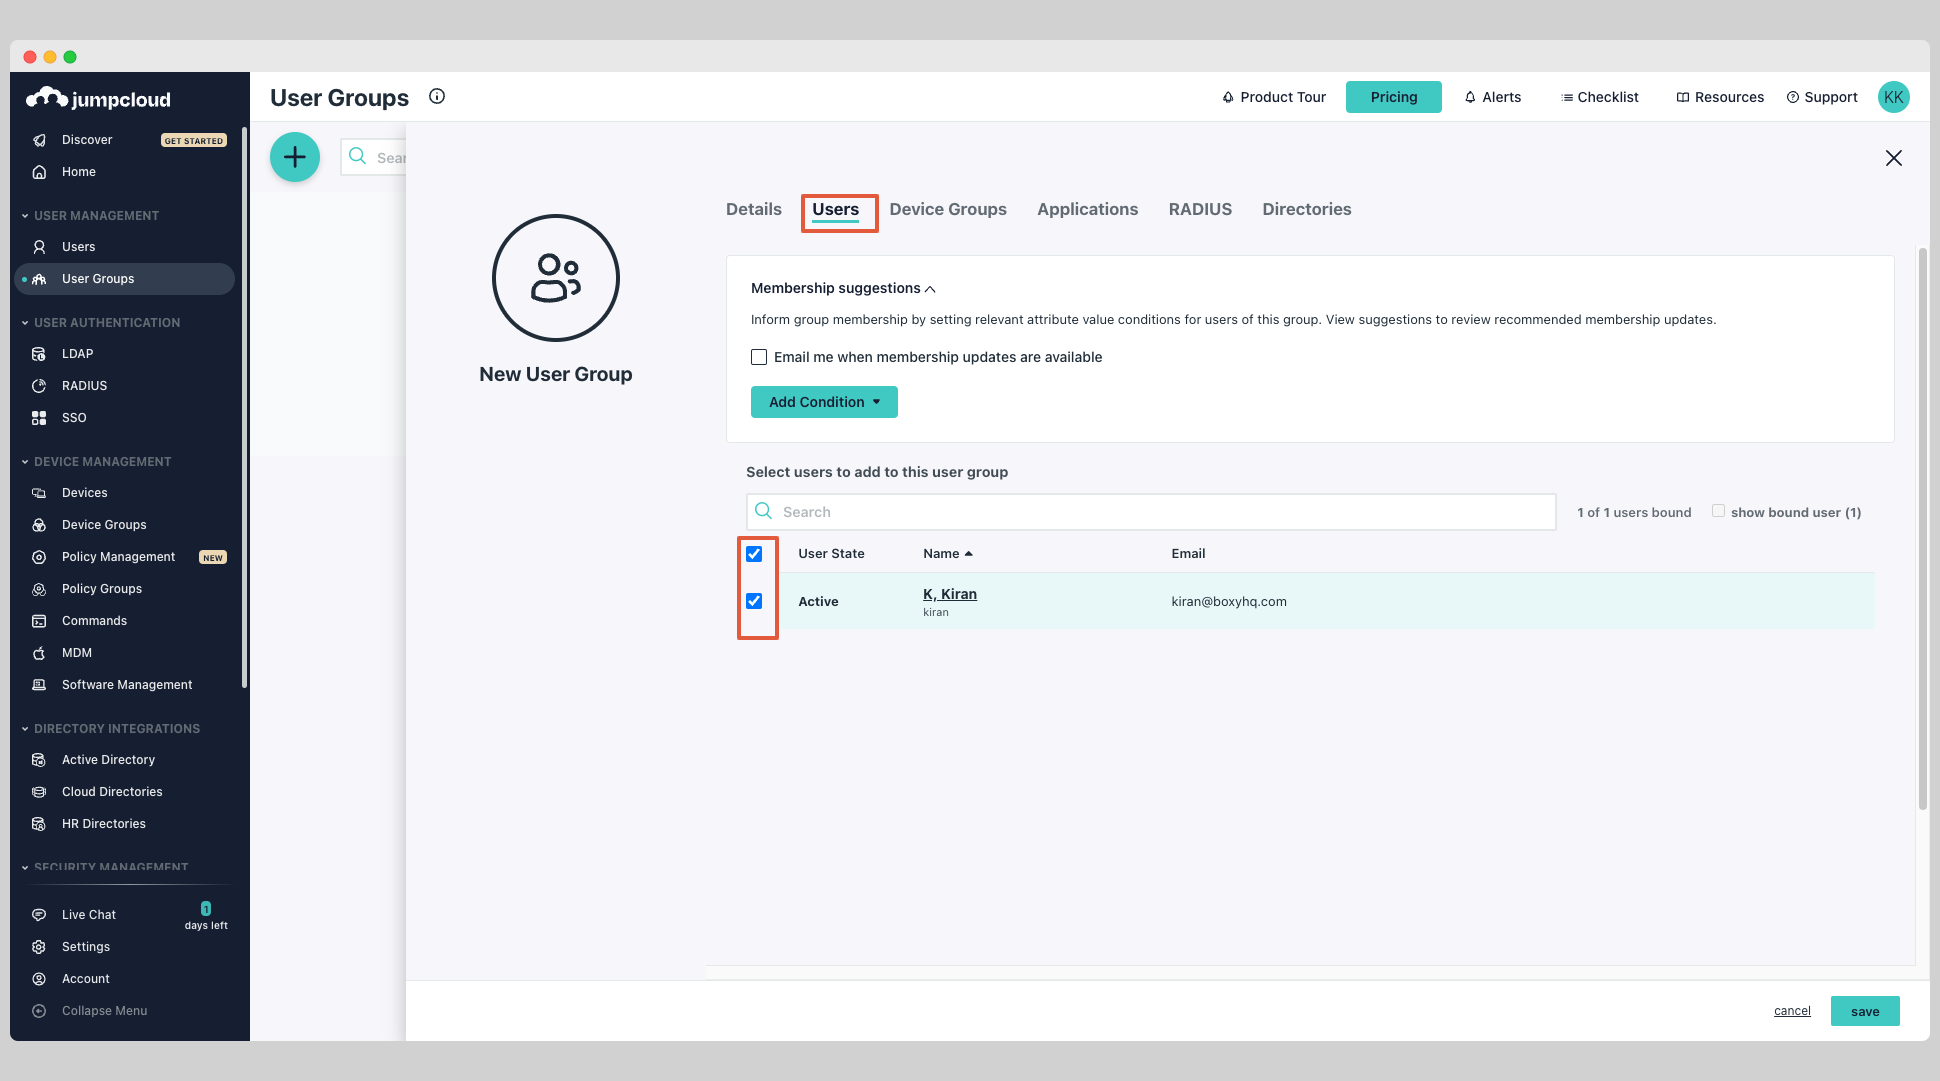 jumpcloud
User Groups
Product Tour
Pricing
Alerts
Checklist
Resources
Support
KK
Discover GET STARTED
Home
USER MANAGEMENT
Users
User Groups
USER AUTHENTICATION
LDAP
RADIUS
SSO
DEVICE MANAGEMENT
Devices
Device Groups
Policy Management NEW
Policy Groups
Commands
MDM
Software Management
DIRECTORY INTEGRATIONS
Active Directory
Cloud Directories
HR Directories
SECURITY MANAGEMENT
Live Chat 1
days left
Settings
Account
Collapse Menu
Sear
New User Group
Details Users Device Groups Applications RADIUS Directories
Membership suggestions
Inform group membership by setting relevant attribute value conditions for users of this group. View suggestions to review recommended membership updates.
Email me when membership updates are available
Add Condition
Select users to add to this user group
Search
1 of 1 users bound
show bound user (1)
User State Name Email
Active K, Kiran kiran@boxyhq.com
kiran
cancel save